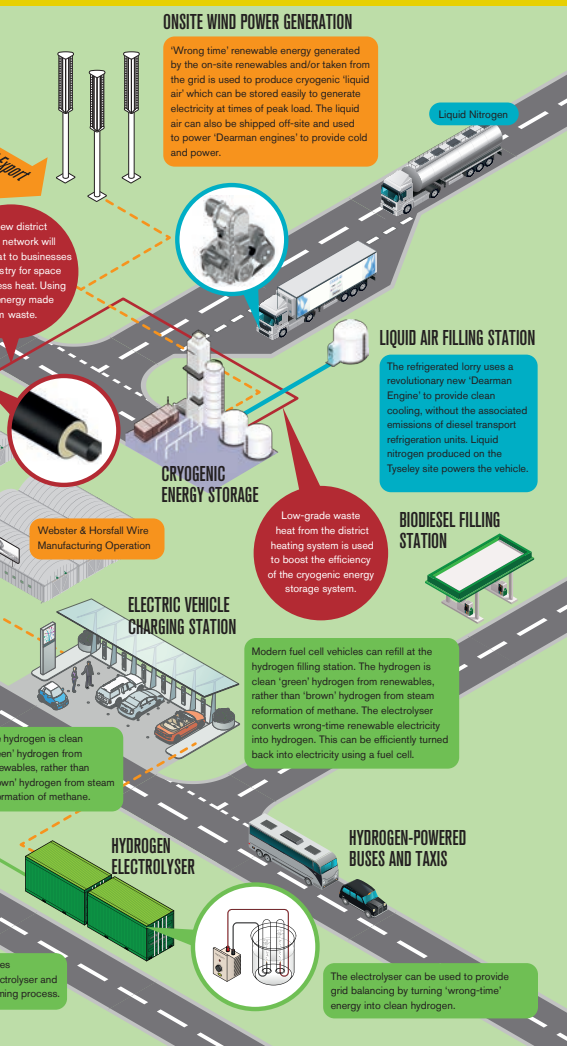 ONSITE WIND POWER GENERATION
'Wrong time' renewable energy generated
by the on-site renewables and/or taken from
the grid is used to produce cryogenic 'liquid
air' which can be stored easily to generate
electricity at times of peak load. The liquid
air can also be shipped off-site and used
to power 'Dearman engines' to provide cold
and power.
Liquid Nitrogen
Export
ew district
network will
at to businesses
stry for space
ess heat. Using
energy made
m waste.
LIQUID AIR FILLING STATION
The refrigerated lorry uses a
revolutionary new 'Dearman
Engine' to provide clean
cooling, without the associated
emissions of diesel transport
refrigeration units. Liquid
nitrogen produced on the
Tyseley site powers the vehicle.
CRYOGENIC
ENERGY STORAGE
Low-grade waste
heat from the district
heating system is used
to boost the efficiency
of the cryogenic energy
storage system.
BIODIESEL FILLING
STATION
Webster & Horsfall Wire
Manufacturing Operation
ELECTRIC VEHICLE
CHARGING STATION
Modern fuel cell vehicles can refill at the
hydrogen filling station. The hydrogen is
clean 'green' hydrogen from renewables,
rather than 'brown' hydrogen from steam
reformation of methane. The electrolyser
converts wrong-time renewable electricity
into hydrogen. This can be efficiently turned
back into electricity using a fuel cell.
hydrogen is clean
een' hydrogen from
ewables, rather than
own' hydrogen from steam
ormation of methane.
HYDROGEN
ELECTROLYSER
HYDROGEN-POWERED
BUSES AND TAXIS
es
ctrolyser and
ming process.
The electrolyser can be used to provide
grid balancing by turning 'wrong-time'
energy into clean hydrogen.